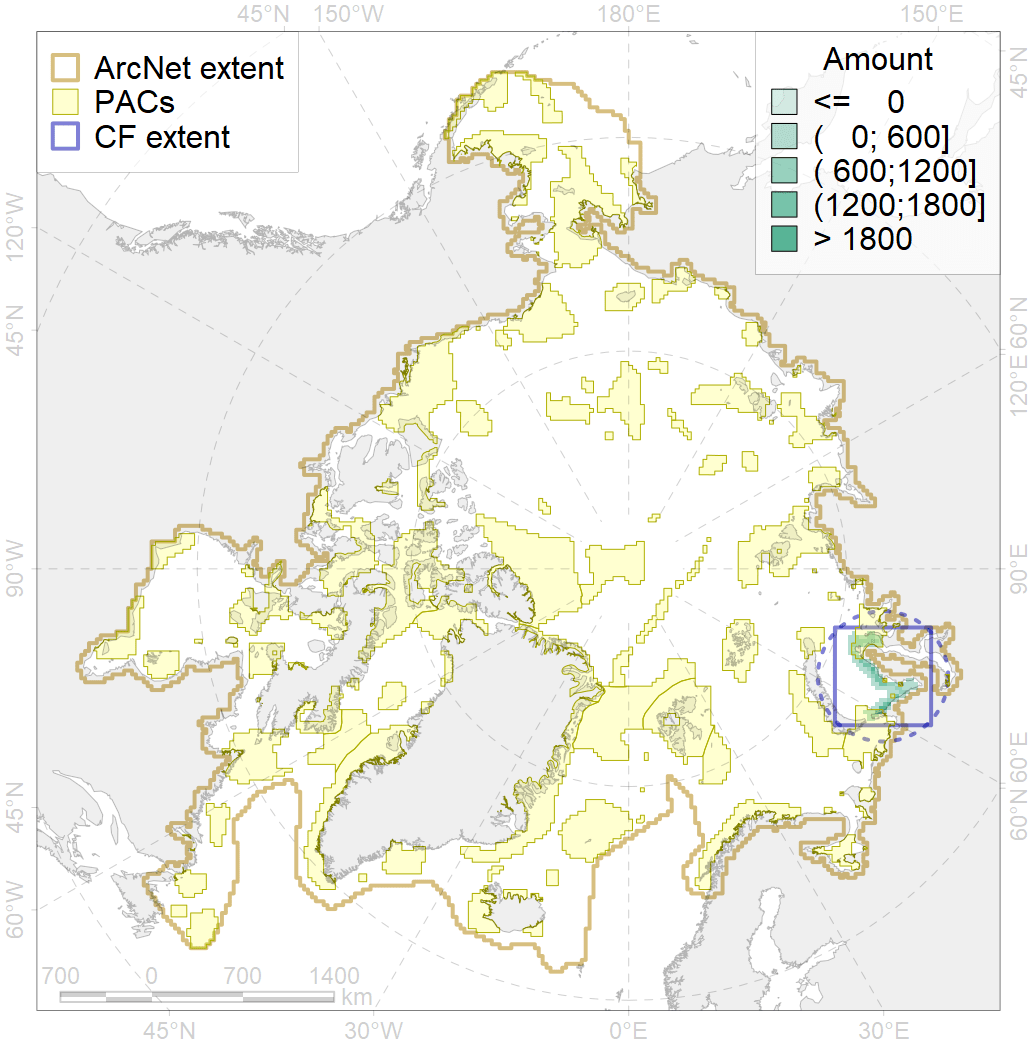 45°N 150°W 180°E 150°E
ArcNet extent
PACs
CF extent
Amount
<= 0
( 0; 600]
( 600;1200]
(1200;1800]
> 1800
120°W
45°N
90°W
45°N
60°W
45°N
60°N
120°E
90°E
60°E
60°N
700 0 700 1400
km
45°N 30°W 0°E 30°E